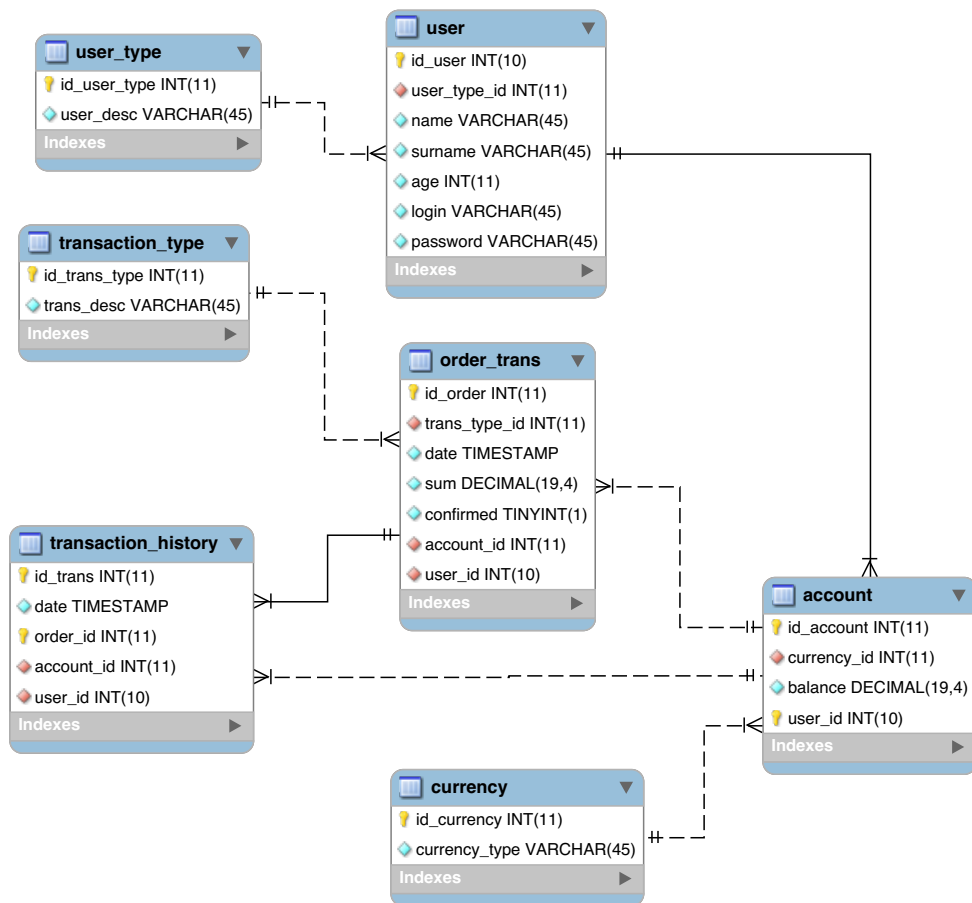 user_type
id_user_type INT(11)
user_desc VARCHAR(45)
Indexes
user
id_user INT(10)
user_type_id INT(11)
name VARCHAR(45)
surname VARCHAR(45)
age INT(11)
login VARCHAR(45)
password VARCHAR(45)
Indexes
transaction_type
id_trans_type INT(11)
trans_desc VARCHAR(45)
Indexes
order_trans
id_order INT(11)
trans_type_id INT(11)
date TIMESTAMP
sum DECIMAL(19,4)
confirmed TINYINT(1)
account_id INT(11)
user_id INT(10)
Indexes
transaction_history
id_trans INT(11)
date TIMESTAMP
order_id INT(11)
account_id INT(11)
user_id INT(10)
Indexes
account
id_account INT(11)
currency_id INT(11)
balance DECIMAL(19,4)
user_id INT(10)
Indexes
currency
id_currency INT(11)
currency_type VARCHAR(45)
Indexes